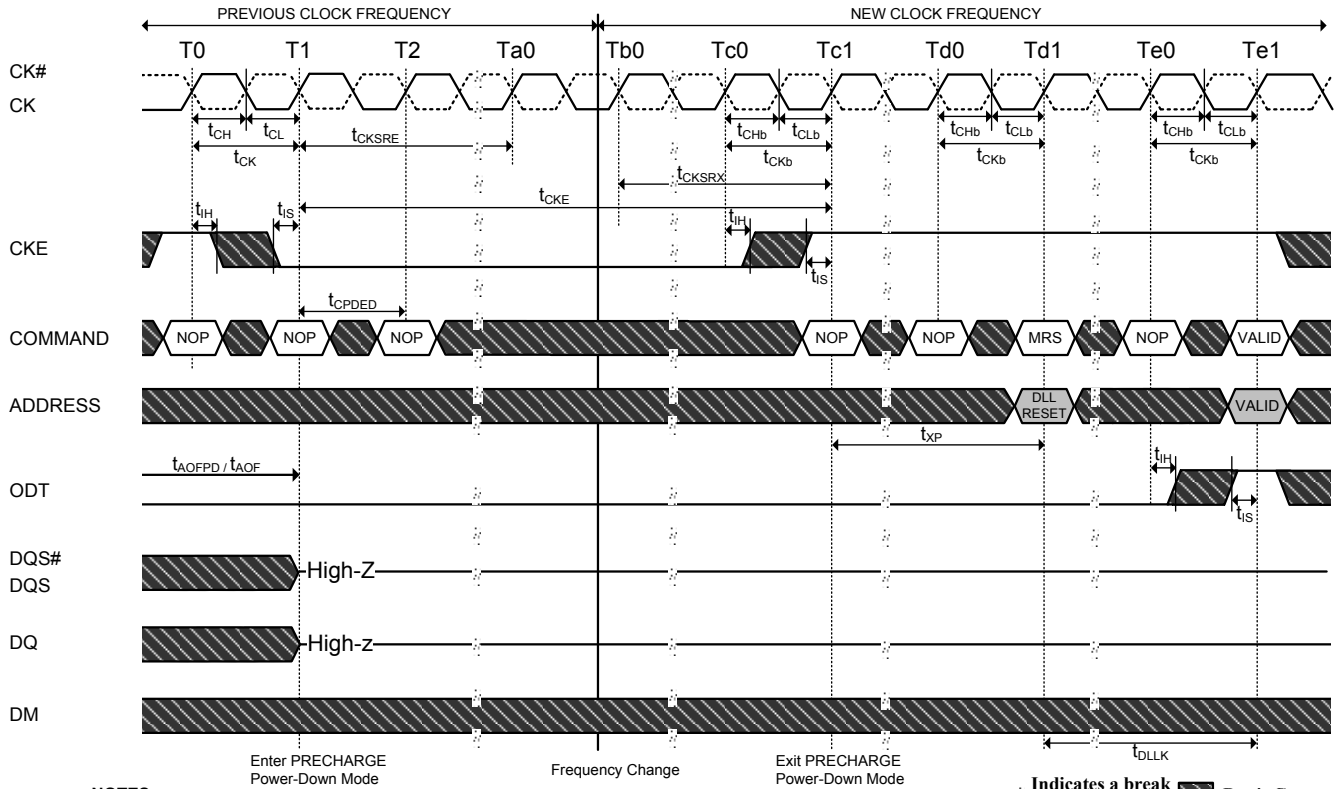 PREVIOUS CLOCK FREQUENCY NEW CLOCK FREQUENCY
T0 T1 T2 Ta0 Tb0 Tc0 Tc1 Td0 Td1 Te0 Te1
CK#
CK
tCH tCL tCHb tCLb tCHb tCLb tCHb tCLb
tCK tCKSRE tCKb tCKb tCKb
tCKSRX
tCKE
tIH tIS tIH
CKE
tIS
tCPDED
COMMAND NOP NOP NOP NOP NOP MRS NOP VALID
ADDRESS DLL RESET VALID
tXP
tAOFPD / tAOF tIH
ODT
tIS
DQS#
DQS High-Z
DQ High-z
DM
tDLLK
Enter PRECHARGE
Power-Down Mode
Frequency Change
Exit PRECHARGE
Power-Down Mode
Indicates a break